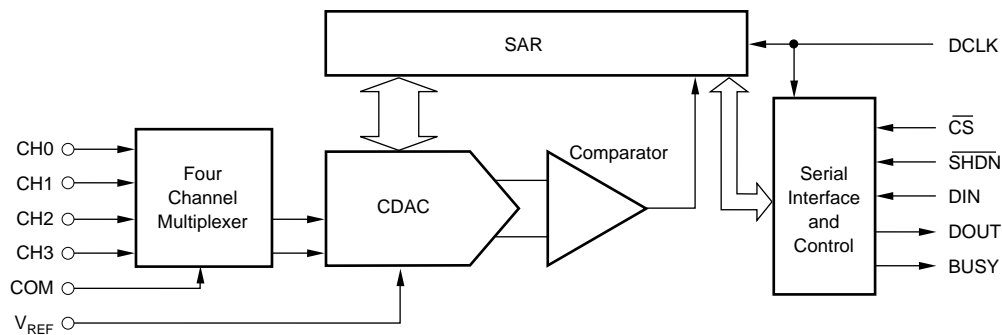 SAR
DCLK
CH0
CH1
CH2
CH3
COM
VREF
Four
Channel
Multiplexer
CDAC
Comparator
Serial
Interface
and
Control
CS
SHDN
DIN
DOUT
BUSY